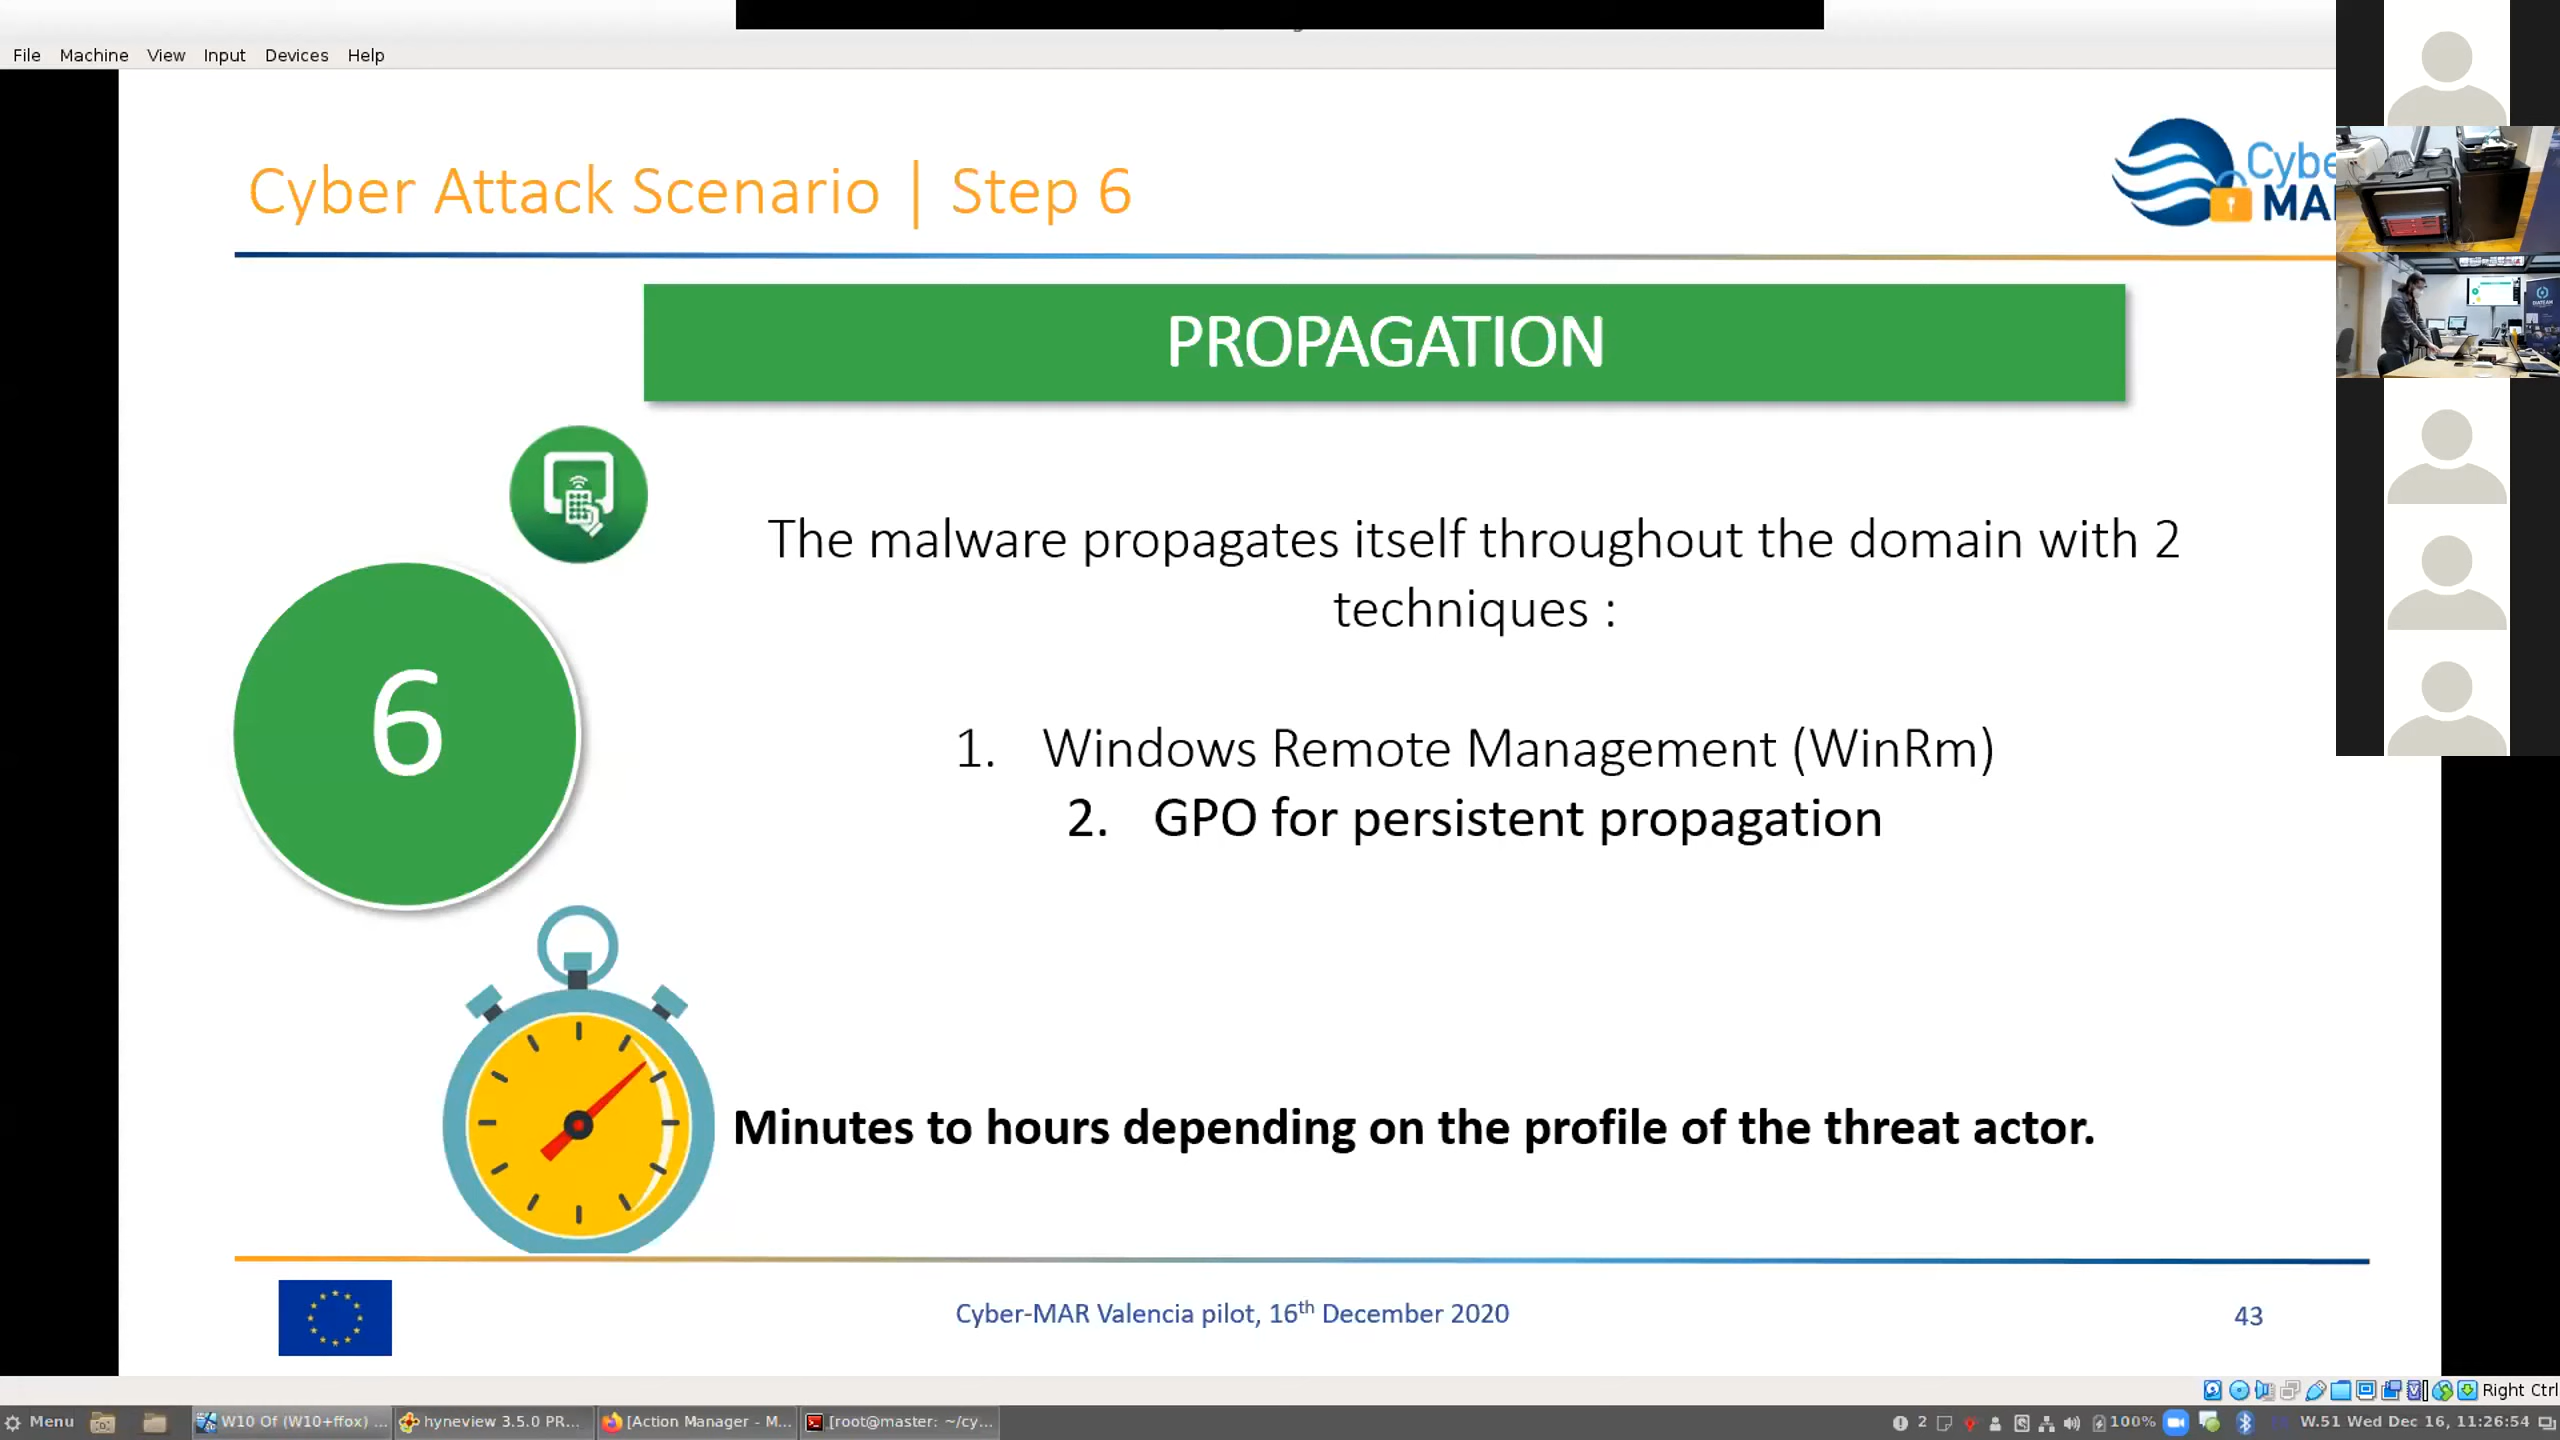 File Machine View Input Devices Help
Cyber Attack Scenario | Step 6
Cybe
MA
PROPAGATION
The malware propagates itself throughout the domain with 2
techniques :
6
1. Windows Remote Management (WinRm)
2. GPO for persistent propagation
Minutes to hours depending on the profile of the threat actor.
Cyber-MAR Valencia pilot, 16th December 2020
43
Right Ctrl
Menu W10 Of (W10+ffox) ... hyneview 3.5.0 PR... [Action Manager - M... [root@master: ~/cy... 2 100% W.51 Wed Dec 16, 11:26:54